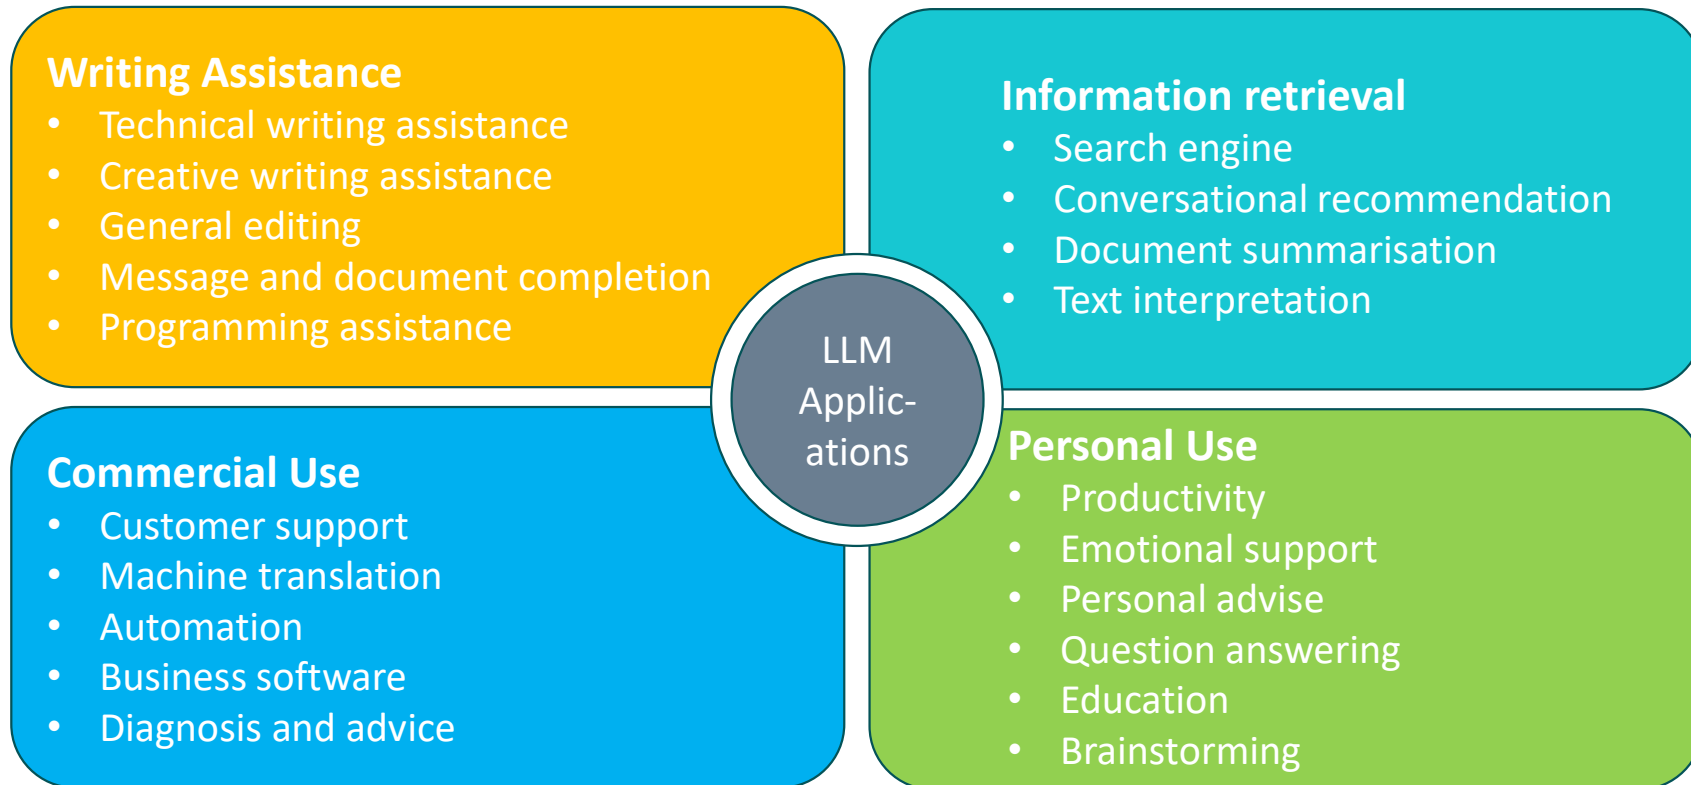 Writing Assistance
• Technical writing assistance
• Creative writing assistance
• General editing
• Message and document completion
• Programming assistance
Information retrieval
• Search engine
• Conversational recommendation
• Document summarisation
• Text interpretation
LLM
Applic-
ations
Commercial Use
• Customer support
• Machine translation
• Automation
• Business software
• Diagnosis and advice
Personal Use
• Productivity
• Emotional support
• Personal advise
• Question answering
• Education
• Brainstorming